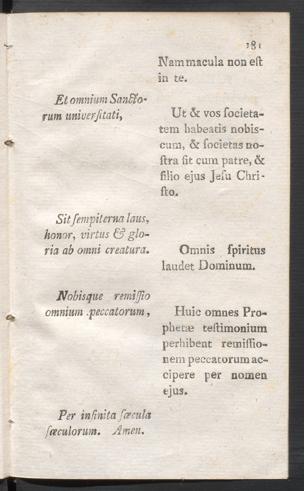 181
Nam macula non est
in te.
Et omnium Sancto-
rum universitati,
Ut & vos societa-
tem habeatis nobis-
cum, & societas no-
stra sit cum patre, &
filio ejus Jesu Chri-
sto.
Sit sempiterna laus,
honor, virtus & glo-
ria ab omni creatura.
Omnis spiritus
laudet Dominum.
Nobisque remissio
omnium .peccatorum,
Huic omnes Pro-
phetæ testimonium
perhibent remissio-
nem peccatorum ac-
cipere per nomen
ejus.
Per infinita sæcula
sæculorum. Amen.